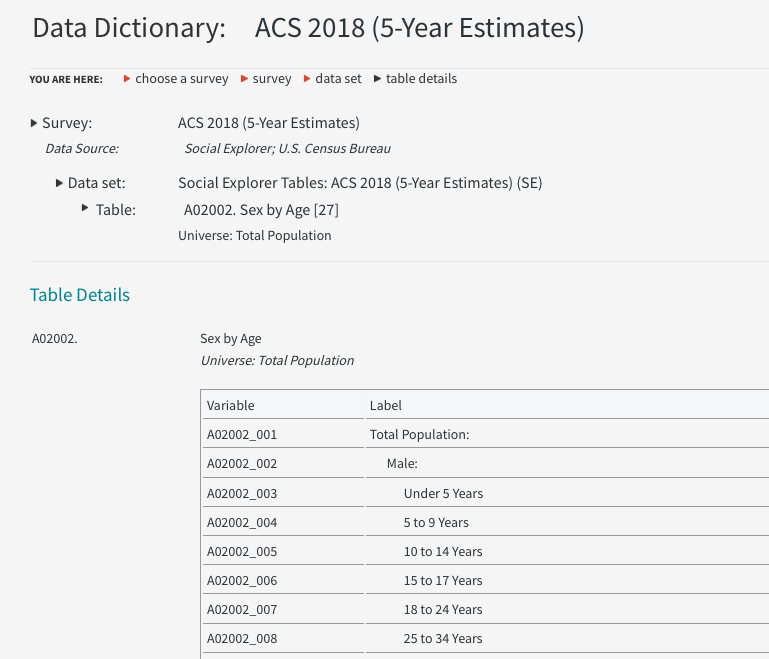 Data Dictionary: ACS 2018 (5-Year Estimates)
YOU ARE HERE: choose a survey survey data set table details
Survey: ACS 2018 (5-Year Estimates)
Data Source: Social Explorer; U.S. Census Bureau
Data set: Social Explorer Tables: ACS 2018 (5-Year Estimates) (SE)
Table: A02002. Sex by Age [27]
Universe: Total Population
Table Details
A02002. Sex by Age
Universe: Total Population
Variable Label
A02002_001 Total Population:
A02002_002 Male:
A02002_003 Under 5 Years
A02002_004 5 to 9 Years
A02002_005 10 to 14 Years
A02002_006 15 to 17 Years
A02002_007 18 to 24 Years
A02002_008 25 to 34 Years